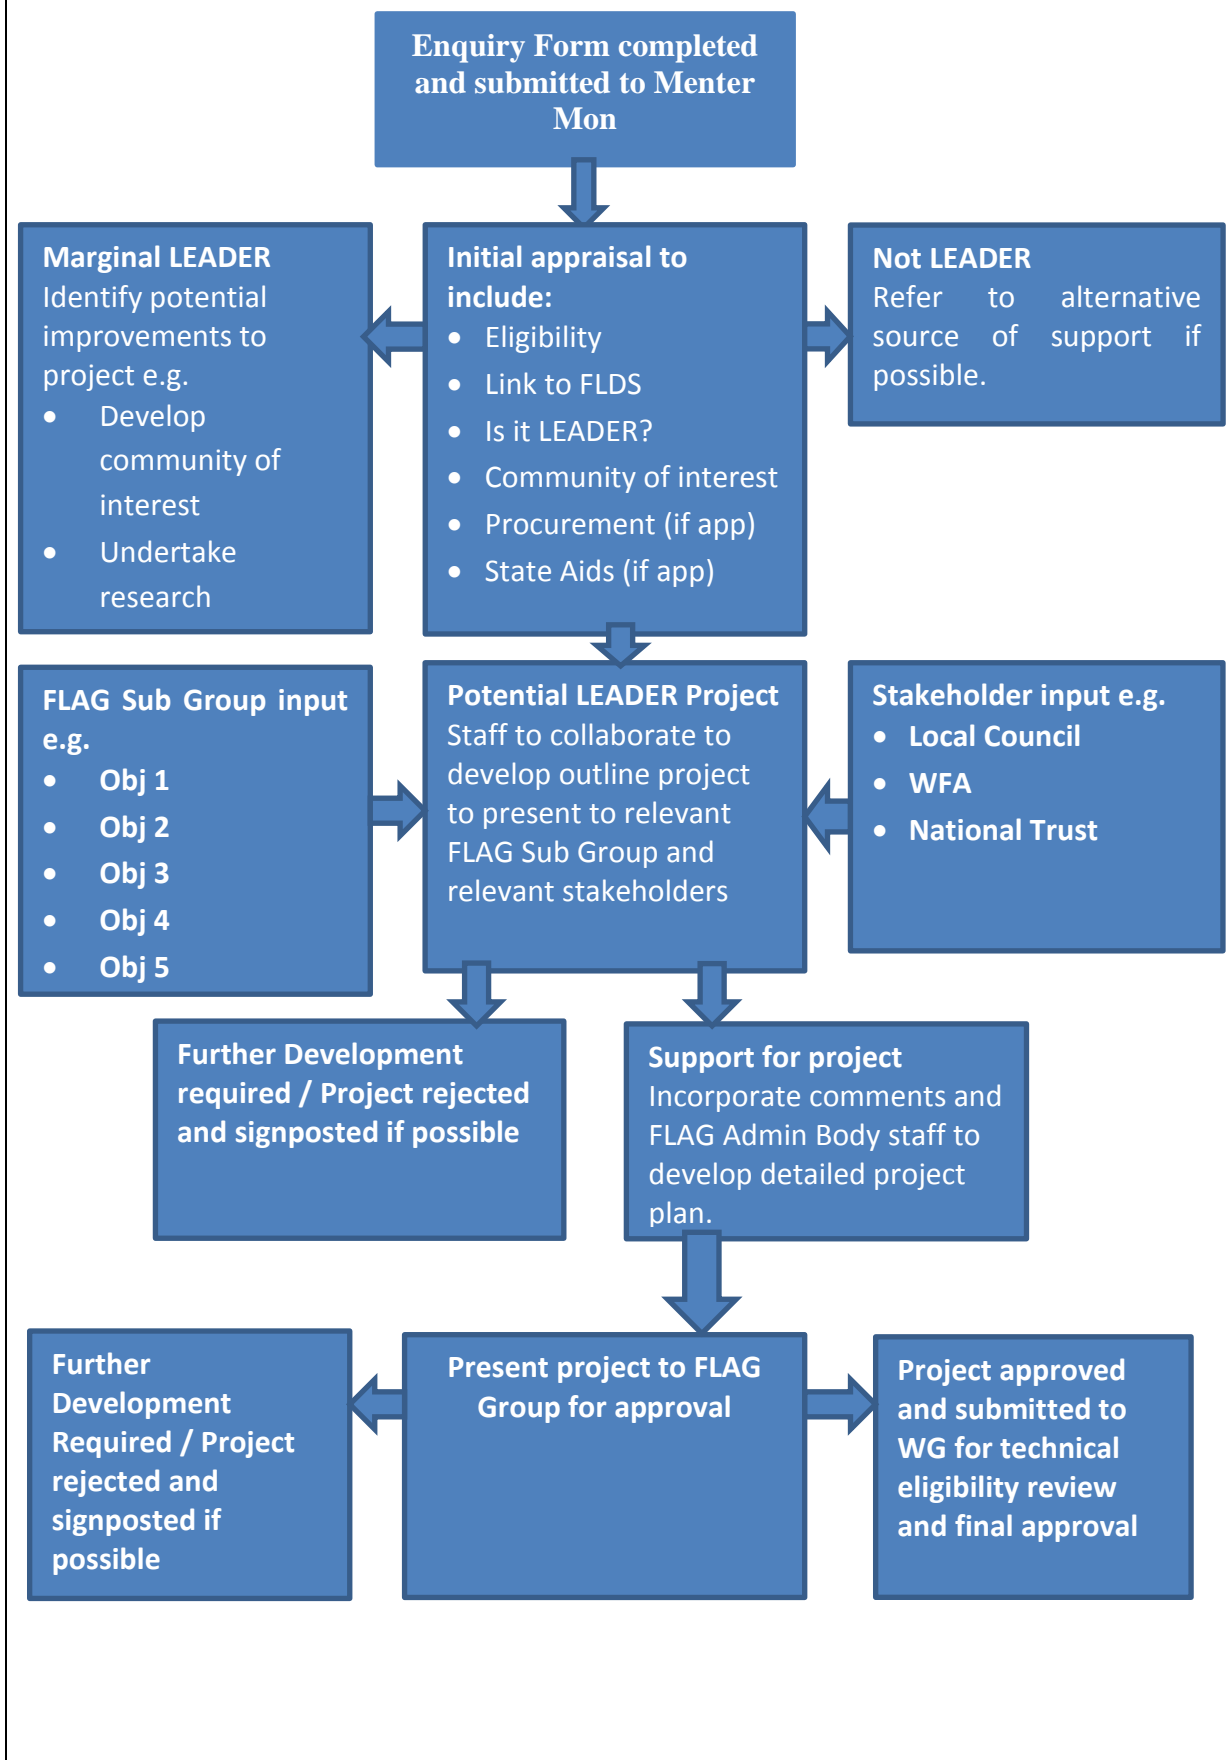 Enquiry Form completed
and submitted to Menter
Mon
Marginal LEADER
Identify potential
improvements to
project e.g.
• Develop
community of
interest
• Undertake
research
Initial appraisal to
include:
• Eligibility
• Link to FLDS
• Is it LEADER?
• Community of interest
• Procurement (if app)
• State Aids (if app)
Not LEADER
Refer to alternative
source of support if
possible.
FLAG Sub Group input
e.g.
• Obj 1
• Obj 2
• Obj 3
• Obj 4
• Obj 5
Potential LEADER Project
Staff to collaborate to
develop outline project
to present to relevant
FLAG Sub Group and
relevant stakeholders
Stakeholder input e.g.
• Local Council
• WFA
• National Trust
Further Development
required / Project rejected
and signposted if possible
Support for project
Incorporate comments and
FLAG Admin Body staff to
develop detailed project
plan.
Further
Development
Required / Project
rejected and
signposted if
possible
Present project to FLAG
Group for approval
Project approved
and submitted to
WG for technical
eligibility review
and final approval